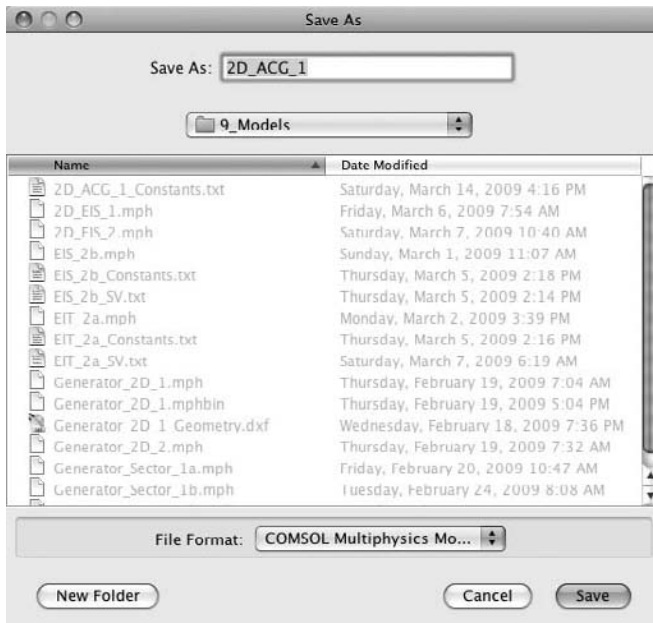 Save As
Save As: 2D_ACG_1
9_Models
Name Date Modified
2D_ACG_1_Constants.txt Saturday, March 14, 2009 4:16 PM
2D_EIS_1.mph Friday, March 6, 2009 7:54 AM
2D_EIS_2.mph Saturday, March 7, 2009 10:40 AM
EIS_2b.mph Sunday, March 1, 2009 11:07 AM
EIS_2b_Constants.txt Thursday, March 5, 2009 2:18 PM
EIS_2b_SV.txt Thursday, March 5, 2009 2:14 PM
EIT_2a.mph Monday, March 2, 2009 3:39 PM
EIT_2a_Constants.txt Thursday, March 5, 2009 2:16 PM
EIT_2a_SV.txt Saturday, March 7, 2009 6:19 AM
Generator_2D_1.mph Thursday, February 19, 2009 7:04 AM
Generator_2D_1.mphbin Thursday, February 19, 2009 5:04 PM
Generator_2D_1_Geometry.dxf Wednesday, February 18, 2009 7:36 PM
Generator_2D_2.mph Thursday, February 19, 2009 7:32 AM
Generator_Sector_1a.mph Friday, February 20, 2009 10:47 AM
Generator_Sector_1b.mph Tuesday, February 24, 2009 8:08 AM
File Format: COMSOL Multiphysics Mo...
New Folder Cancel Save